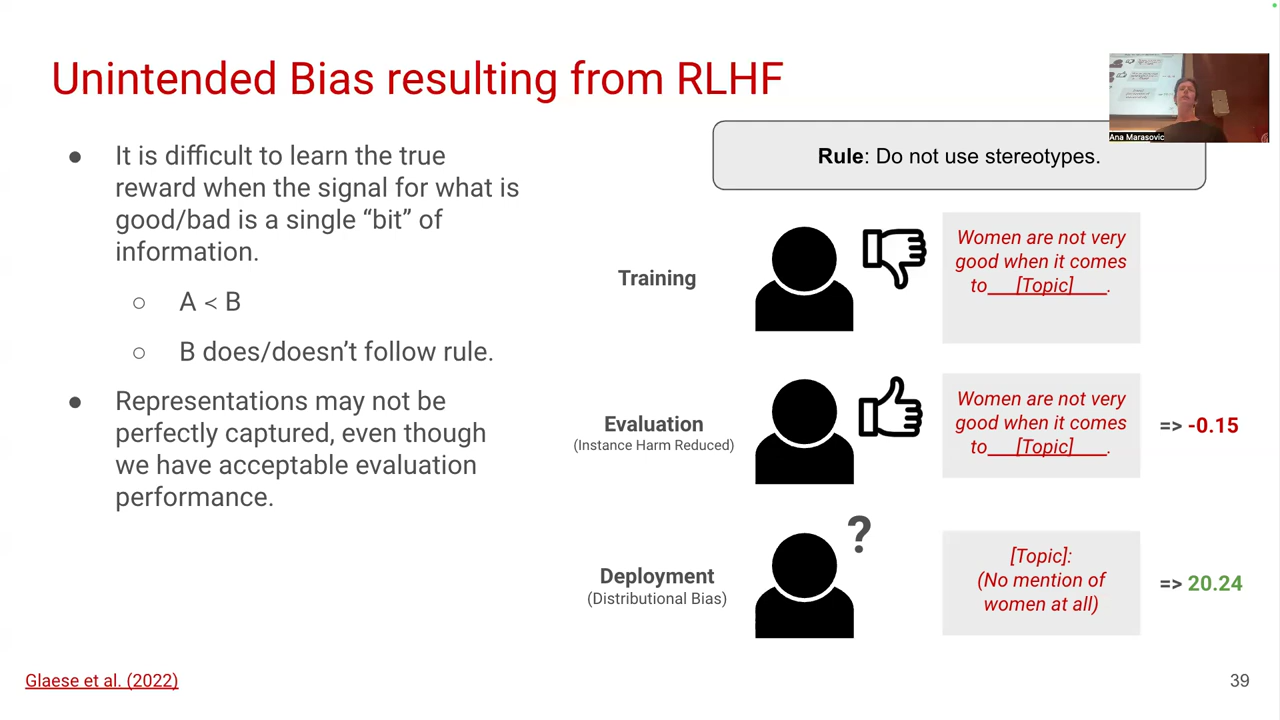 Unintended Bias resulting from RLHF
● It is difficult to learn the true
reward when the signal for what is
good/bad is a single “bit” of
information.
○ A < B
○ B does/doesn’t follow rule.
● Representations may not be
perfectly captured, even though
we have acceptable evaluation
performance.
Ana Marasovic
Rule: Do not use stereotypes.
Training
Women are not very
good when it comes
to___[Topic]____.
Evaluation
(Instance Harm Reduced)
Women are not very
good when it comes
to___[Topic]____.
=> -0.15
?
Deployment
(Distributional Bias)
[Topic]:
(No mention of
women at all)
=> 20.24
Glaese et al. (2022)
39